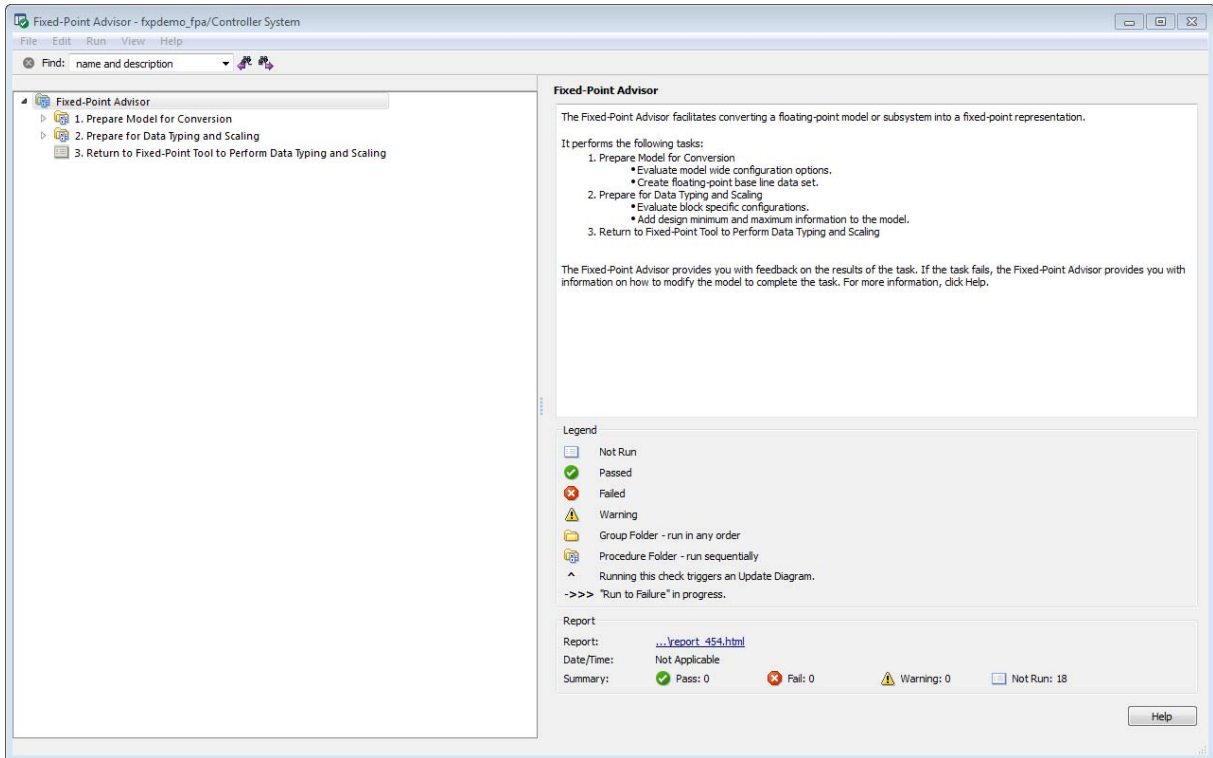 Fixed-Point Advisor - fxpdemo_fpa/Controller System
File Edit Run View Help
Find: name and description
Fixed-Point Advisor
1. Prepare Model for Conversion
2. Prepare for Data Typing and Scaling
3. Return to Fixed-Point Tool to Perform Data Typing and Scaling
Fixed-Point Advisor
The Fixed-Point Advisor facilitates converting a floating-point model or subsystem into a fixed-point representation.
It performs the following tasks:
1. Prepare Model for Conversion
• Evaluate model wide configuration options.
• Create floating-point base line data set.
2. Prepare for Data Typing and Scaling
• Evaluate block specific configurations.
• Add design minimum and maximum information to the model.
3. Return to Fixed-Point Tool to Perform Data Typing and Scaling
The Fixed-Point Advisor provides you with feedback on the results of the task. If the task fails, the Fixed-Point Advisor provides you with
information on how to modify the model to complete the task. For more information, click Help.
Legend
Not Run
Passed
Failed
Warning
Group Folder - run in any order
Procedure Folder - run sequentially
^ Running this check triggers an Update Diagram.
->>> "Run to Failure" in progress.
Report
Report: ...\report_454.html
Date/Time: Not Applicable
Summary: Pass: 0 Fail: 0 Warning: 0 Not Run: 18
Help